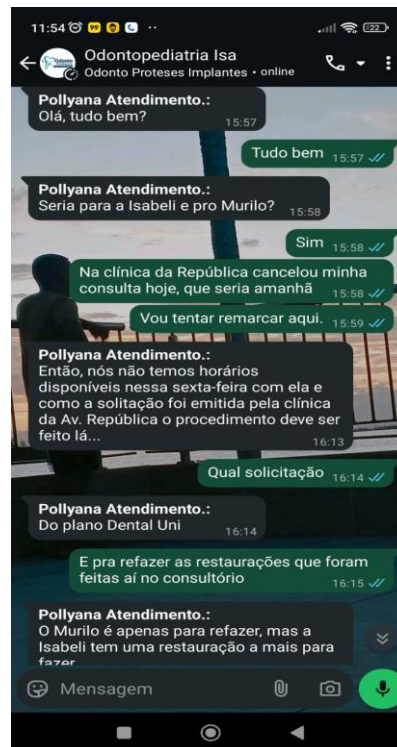 11:54
22
Odontopediatria Isa
Odonto Proteses Implantes • online
Pollyana Atendimento.:
Olá, tudo bem?
15:57
Tudo bem 15:57
Pollyana Atendimento.:
Seria para a Isabeli e pro Murilo?
15:58
Sim 15:58
Na clínica da República cancelou minha
consulta hoje, que seria amanhã
15:58
Vou tentar remarcar aqui. 15:59
Pollyana Atendimento.:
Então, nós não temos horários
disponíveis nessa sexta-feira com ela e
como a solitação foi emitida pela clínica
da Av. República o procedimento deve ser
feito lá...
16:13
Qual solicitação 16:14
Pollyana Atendimento.:
Do plano Dental Uni
16:14
E pra refazer as restaurações que foram
feitas aí no consultório
16:15
Pollyana Atendimento.:
O Murilo é apenas para refazer, mas a
Isabeli tem uma restauração a mais para
fazer
Mensagem